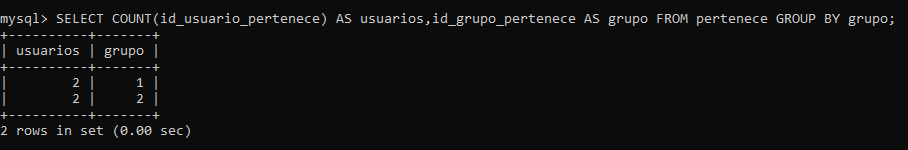 mysql> SELECT COUNT(id_usuario_pertenece) AS usuarios,id_grupo_pertenece AS grupo FROM pertenece GROUP BY grupo;
+----------+-------+
| usuarios | grupo |
+----------+-------+
|        2 |     1 |
|        2 |     2 |
+----------+-------+
2 rows in set (0.00 sec)